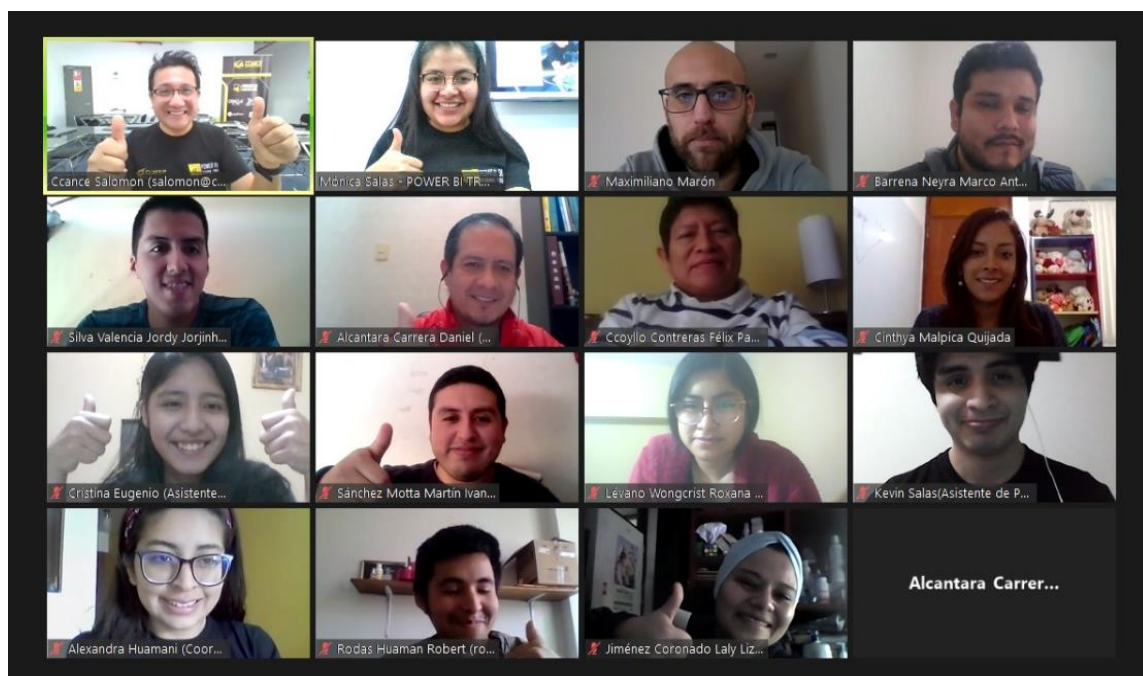 Ccance Salomon (salomon@c...
Mónica Salas - POWER BI TR...
Maximiliano Marón
Barrena Neyra Marco Ant...
Silva Valencia Jordy Jorjinh...
Alcantara Carrera Daniel (...
Ccoyllo Contreras Félix Pa...
Cinthya Malpica Quijada
Cristina Eugenio (Asistente...
Sánchez Motta Martín Ivan...
Lévano Wongcrist Roxana ...
Kevin Salas(Asistente de P...
Alexandra Huamani (Coor...
Rodas Huaman Robert (ro...
Jiménez Coronado Laly Liz...
Alcantara Carrer...